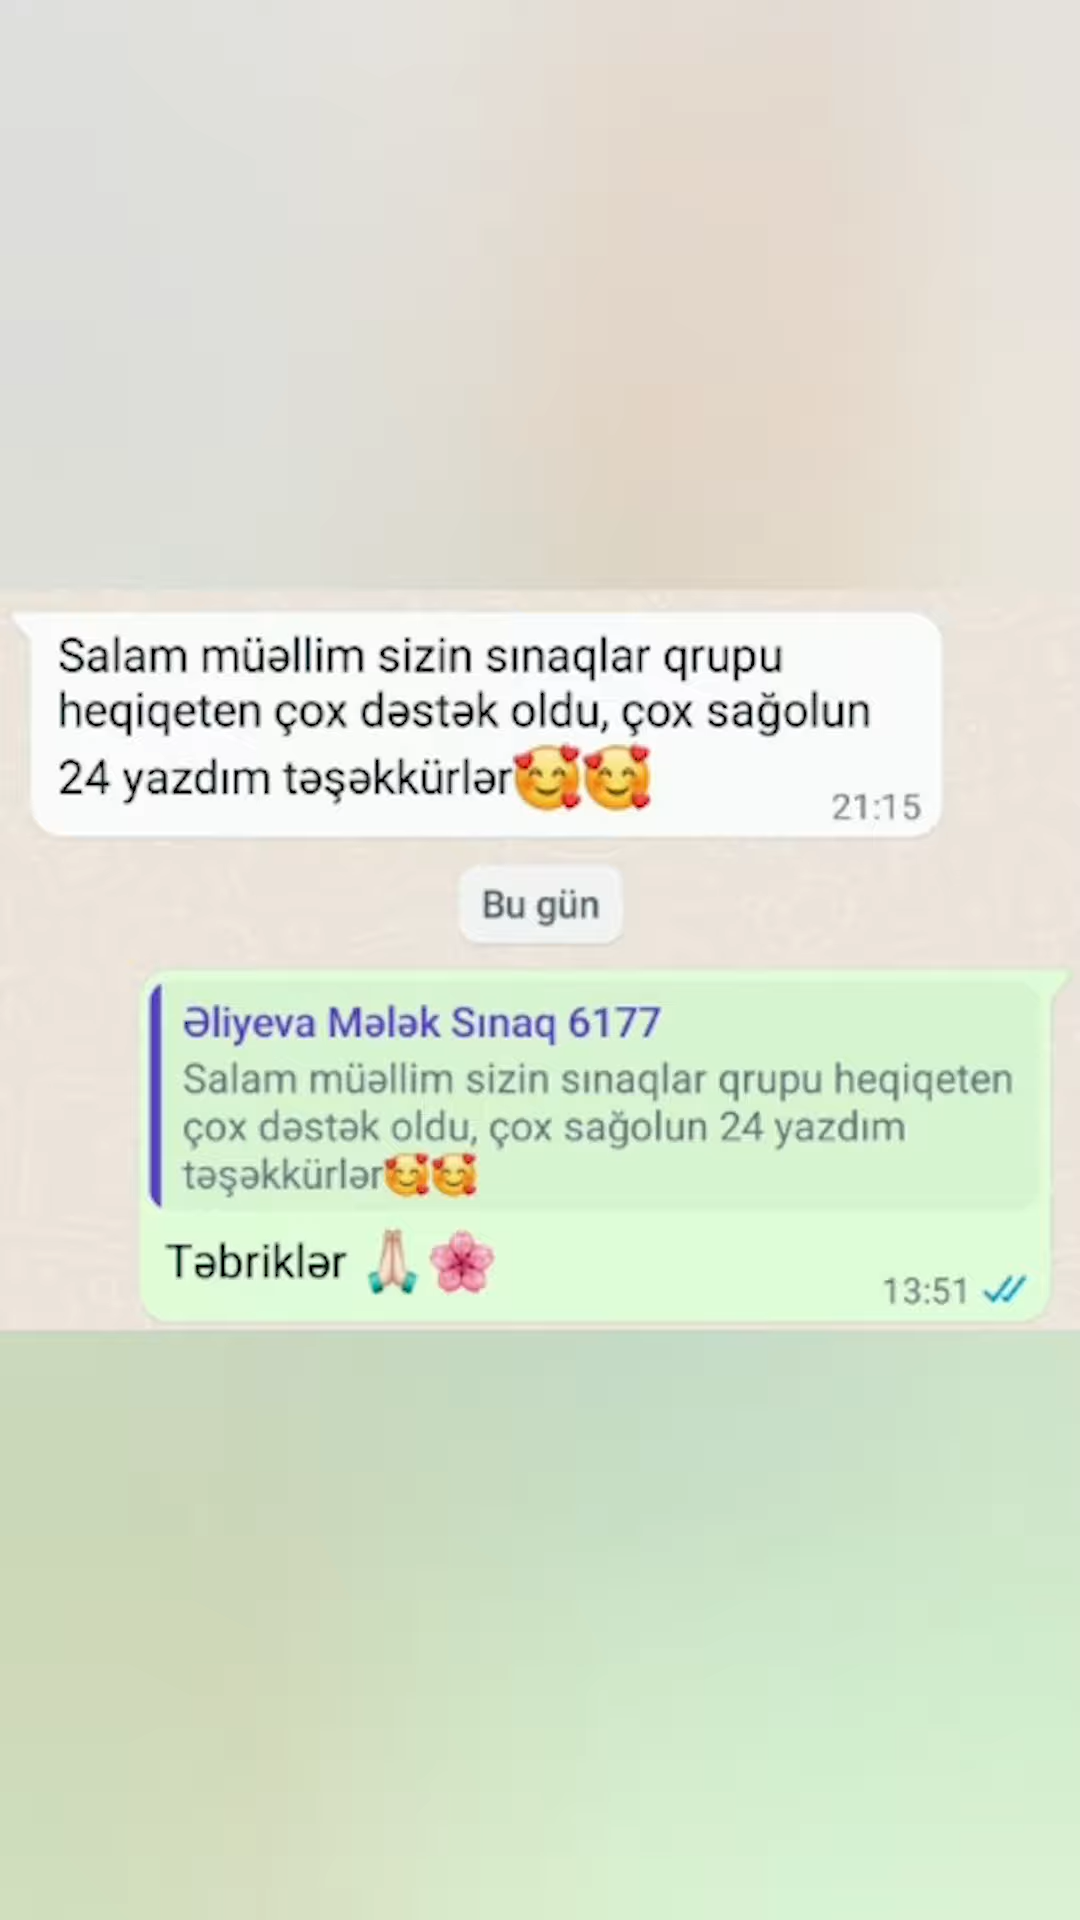 Salam müəllim sizin sınaqlar qrupu
heqiqeten çox dəstək oldu, çox sağolun
24 yazdım təşəkkürlər🥰🥰
21:15
Bu gün
Əliyeva Mələk Sınaq 6177
Salam müəllim sizin sınaqlar qrupu heqiqeten
çox dəstək oldu, çox sağolun 24 yazdım
təşəkkürlər🥰🥰
Təbriklər 🙏🏻🌸
13:51